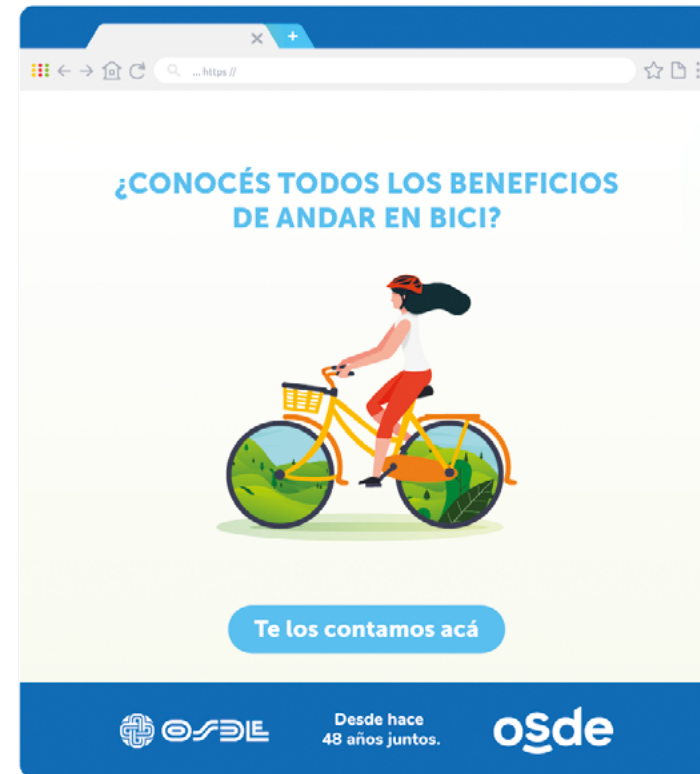 ... https //
¿CONOCÉS TODOS LOS BENEFICIOS
DE ANDAR EN BICI?
Te los contamos acá
OSDE
Desde hace
48 años juntos.
osde